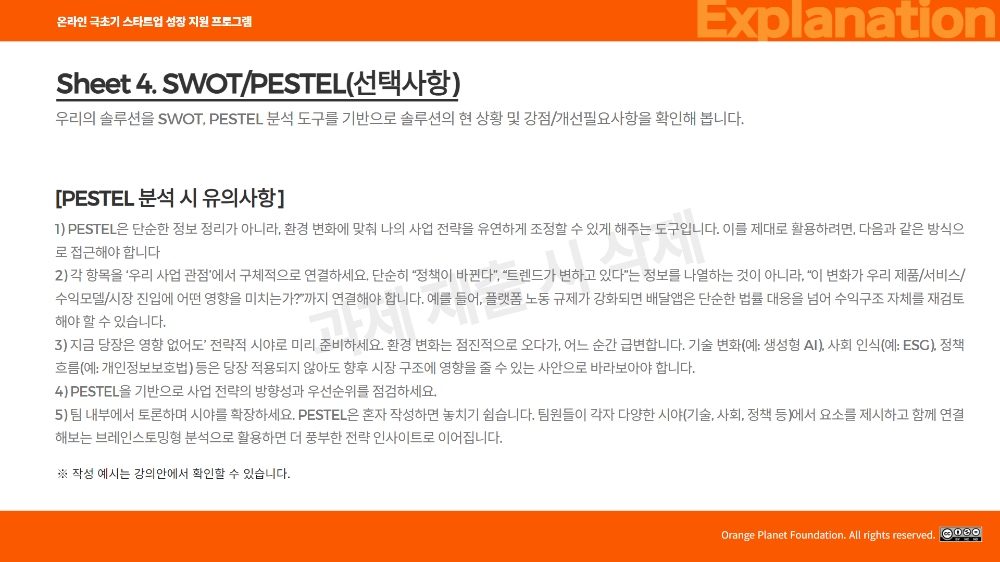 온라인 극초기 스타트업 성장 지원 프로그램
Explanation
Sheet 4. SWOT/PESTEL(선택사항)
우리의 솔루션을 SWOT, PESTEL 분석 도구를 기반으로 솔루션의 현 상황 및 강점/개선필요사항을 확인해 봅니다.
[PESTEL 분석 시 유의사항]
1) PESTEL은 단순한 정보 정리가 아니라, 환경 변화에 맞춰 나의 사업 전략을 유연하게 조정할 수 있게 해주는 도구입니다. 이를 제대로 활용하려면, 다음과 같은 방식으
로 접근해야 합니다
2) 각 항목을 ‘우리 사업 관점’에서 구체적으로 연결하세요. 단순히 “정책이 바뀐다”, “트렌드가 변하고 있다”는 정보를 나열하는 것이 아니라, “이 변화가 우리 제품/서비스/
수익모델/시장 진입에 어떤 영향을 미치는가?”까지 연결해야 합니다. 예를 들어, 플랫폼 노동 규제가 강화되면 배달앱은 단순한 법률 대응을 넘어 수익구조 자체를 재검토
해야 할 수 있습니다.
3) 지금 당장은 영향 없어도’ 전략적 시야로 미리 준비하세요. 환경 변화는 점진적으로 오다가, 어느 순간 급변합니다. 기술 변화(예: 생성형 AI), 사회 인식(예: ESG), 정책
흐름(예: 개인정보보호법) 등은 당장 적용되지 않아도 향후 시장 구조에 영향을 줄 수 있는 사안으로 바라보아야 합니다.
4) PESTEL을 기반으로 사업 전략의 방향성과 우선순위를 점검하세요.
5) 팀 내부에서 토론하며 시야를 확장하세요. PESTEL은 혼자 작성하면 놓치기 쉽습니다. 팀원들이 각자 다양한 시야(기술, 사회, 정책 등)에서 요소를 제시하고 함께 연결
해보는 브레인스토밍형 분석으로 활용하면 더 풍부한 전략 인사이트로 이어집니다.
과제 제출 시 삭제
※ 작성 예시는 강의안에서 확인할 수 있습니다.
Orange Planet Foundation. All rights reserved.
cc BY NC ND